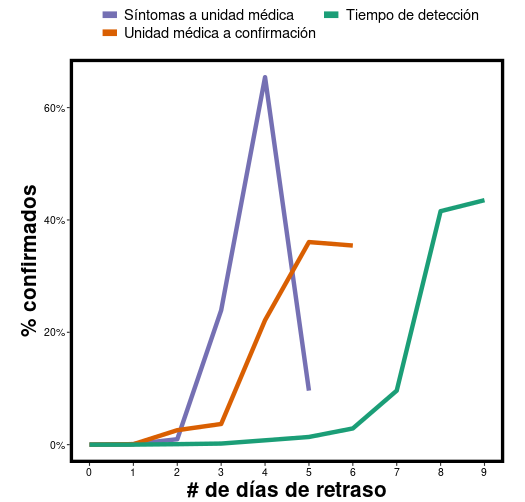 Síntomas a unidad médica
Tiempo de detección
Unidad médica a confirmación
60%
40%
20%
0%
% confirmados
0 1 2 3 4 5 6 7 8 9
# de días de retraso